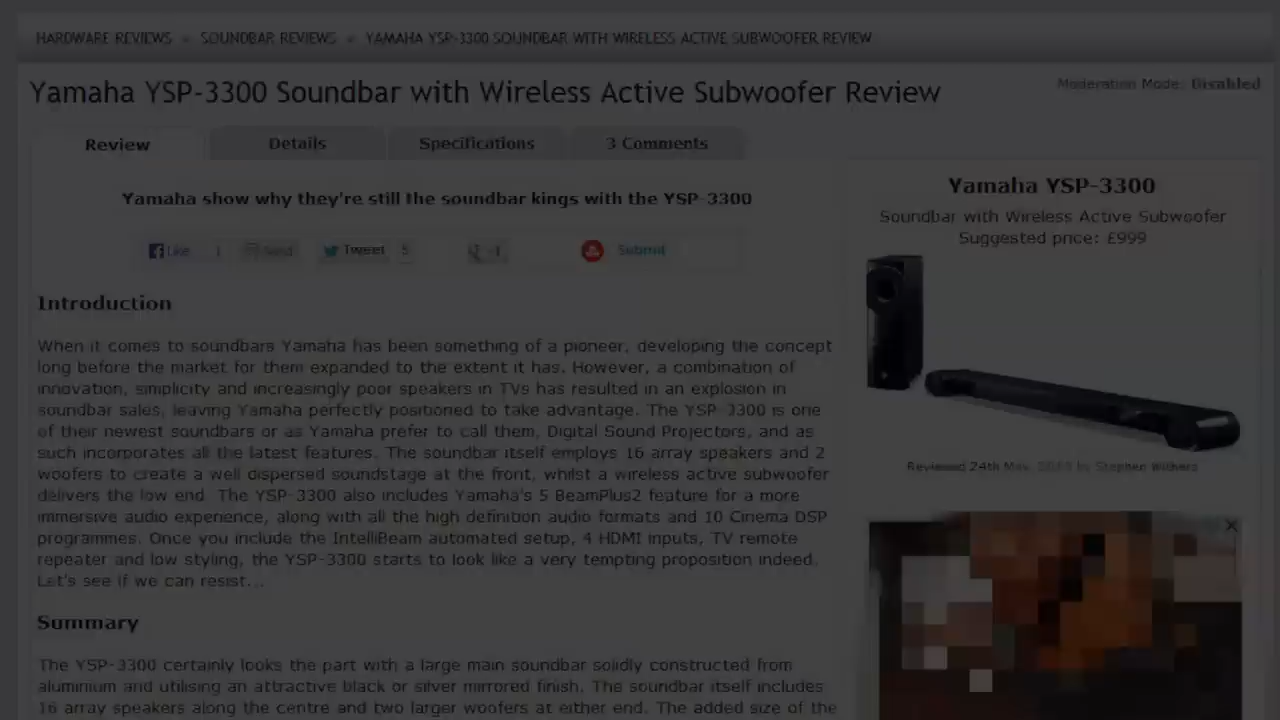 HARDWARE REVIEWS » SOUNDBAR REVIEWS » YAMAHA YSP-3300 SOUNDBAR WITH WIRELESS ACTIVE SUBWOOFER REVIEW
Yamaha YSP-3300 Soundbar with Wireless Active Subwoofer Review
Moderation Mode: Disabled
Review Details Specifications 3 Comments
Yamaha show why they're still the soundbar kings with the YSP-3300
Like 1 Send Tweet 5 +1 Submit
Introduction
When it comes to soundbars Yamaha has been something of a pioneer, developing the concept
long before the market for them expanded to the extent it has. However, a combination of
innovation, simplicity and increasingly poor speakers in TVs has resulted in an explosion in
soundbar sales, leaving Yamaha perfectly positioned to take advantage. The YSP-3300 is one
of their newest soundbars or as Yamaha prefer to call them, Digital Sound Projectors, and as
such incorporates all the latest features. The soundbar itself employs 16 array speakers and 2
woofers to create a well dispersed soundstage at the front, whilst a wireless active subwoofer
delivers the low end. The YSP-3300 also includes Yamaha's 5 BeamPlus2 feature for a more
immersive audio experience, along with all the high definition audio formats and 10 Cinema DSP
programmes. Once you include the IntelliBeam automated setup, 4 HDMI inputs, TV remote
repeater and low styling, the YSP-3300 starts to look like a very tempting proposition indeed.
Let's see if we can resist...
Summary
The YSP-3300 certainly looks the part with a large main soundbar solidly constructed from
aluminium and utilising an attractive black or silver mirrored finish. The soundbar itself includes
16 array speakers along the centre and two larger woofers at either end. The added size of the
Yamaha YSP-3300
Soundbar with Wireless Active Subwoofer
Suggested price: £999
Reviewed 24th May, by Stephen Withers